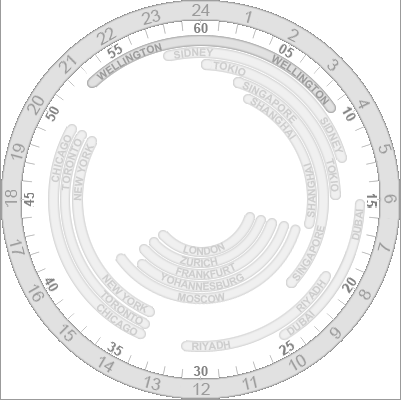 24
1
2
3
4
5
6
7
8
9
10
11
12
13
14
15
16
17
18
19
20
21
22
23
60
05
10
15
20
25
30
35
40
45
50
55
WELLINGTON
WELLINGTON
SIDNEY
SIDNEY
TOKIO
TOKIO
SINGAPORE
SINGAPORE
SHANGHAI
SHANGHAI
DUBAI
DUBAI
RIYADH
RIYADH
MOSCOW
YOHANNESBURG
FRANKFURT
ZURICH
LONDON
NEW YORK
NEW YORK
TORONTO
TORONTO
CHICAGO
CHICAGO